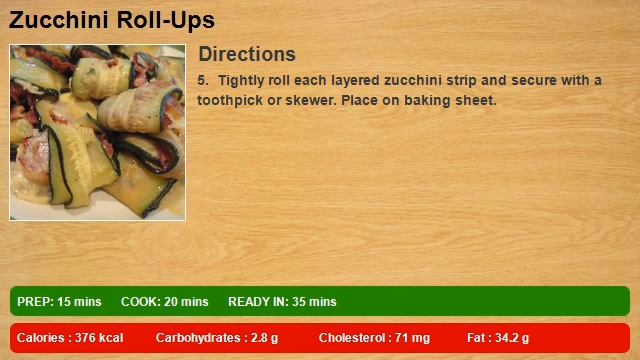 Zucchini Roll-Ups
Directions
5.  Tightly roll each layered zucchini strip and secure with a
toothpick or skewer. Place on baking sheet.
PREP: 15 mins COOK: 20 mins READY IN: 35 mins
Calories : 376 kcal Carbohydrates : 2.8 g Cholesterol : 71 mg Fat : 34.2 g